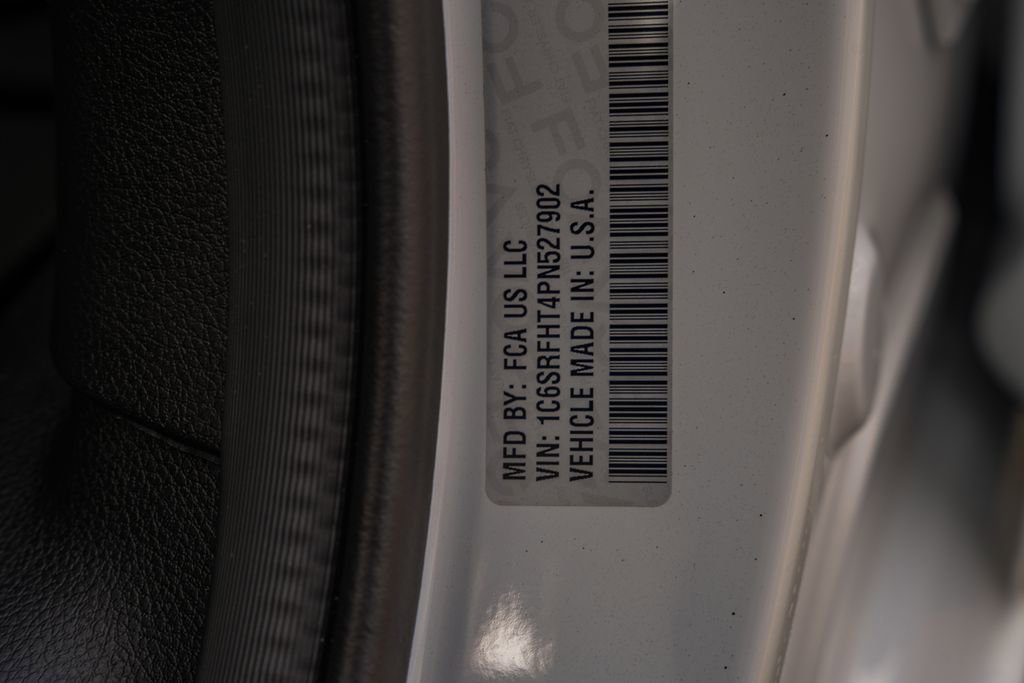 MFD BY: FCA US LLC
VIN: 1C6SRFHT4PN527902
VEHICLE MADE IN: U.S.A.